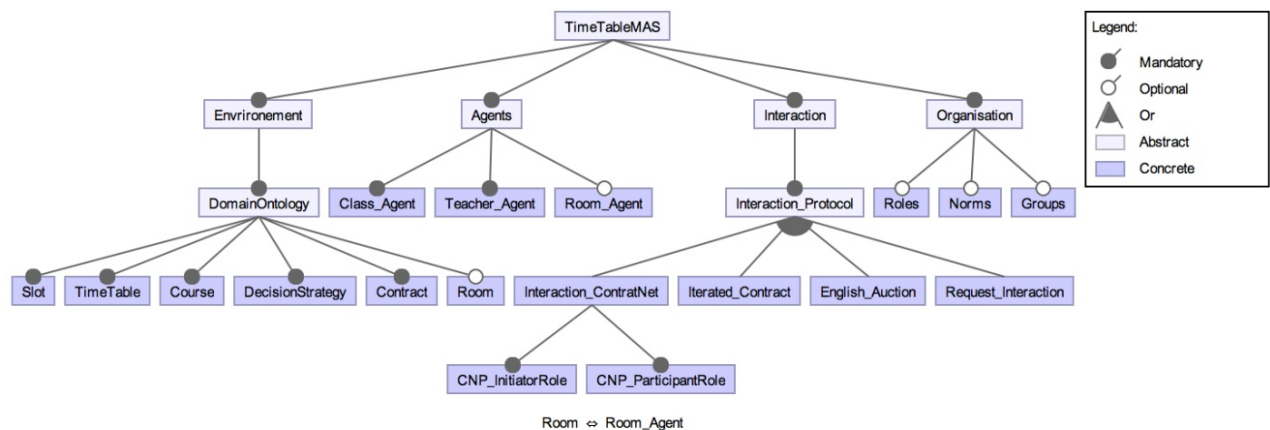 TimeTableMAS
Legend:
Mandatory
Optional
Or
Abstract
Concrete
Envrironement
Agents
Interaction
Organisation
DomainOntology
Class_Agent
Teacher_Agent
Room_Agent
Interaction_Protocol
Roles
Norms
Groups
Slot
TimeTable
Course
DecisionStrategy
Contract
Room
Interaction_ContratNet
Iterated_Contract
English_Auction
Request_Interaction
CNP_InitiatorRole
CNP_ParticipantRole
Room ⇔ Room_Agent